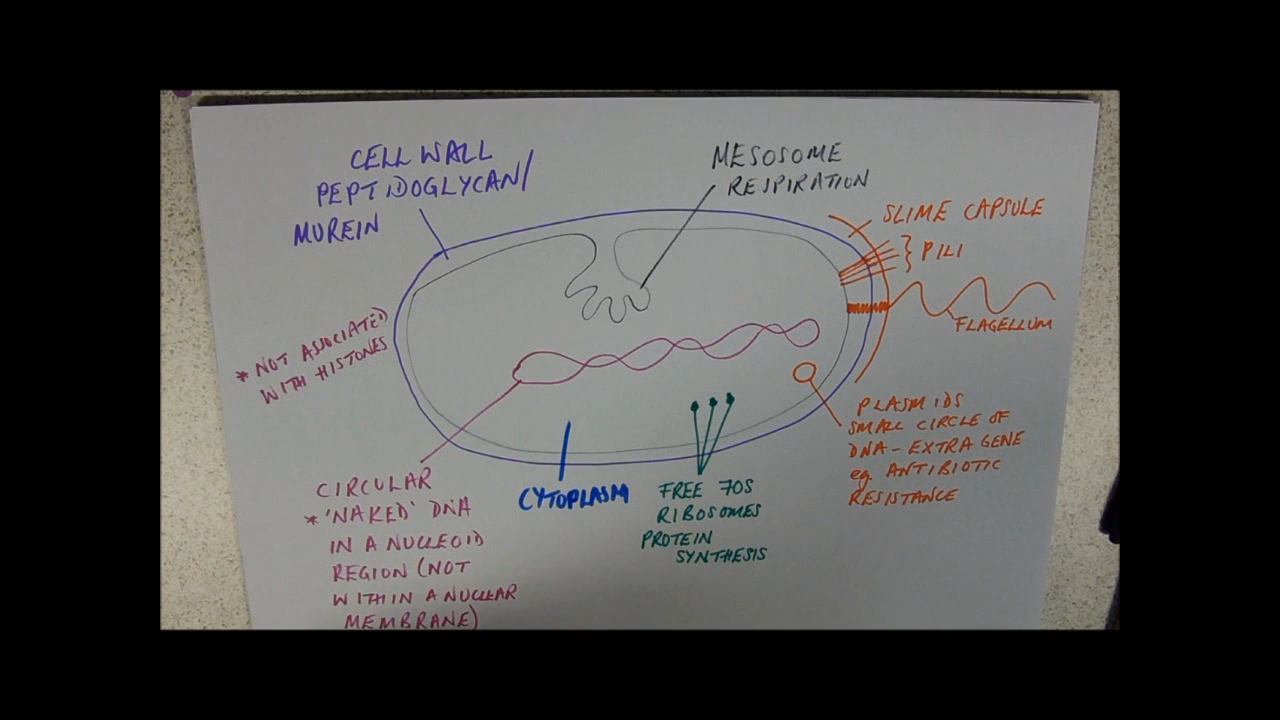 CELL WALL
PEPTIDOGLYCAN/
MUREIN
MESOSOME
RESPIRATION
SLIME CAPSULE
PILI
FLAGELLUM
* NOT ASSOCIATED
WITH HISTONES
PLASMIDS
SMALL CIRCLE OF
DNA - EXTRA GENE
eg ANTIBIOTIC
RESISTANCE
CIRCULAR
* 'NAKED' DNA
IN A NUCLEOID
REGION (NOT
WITHIN A NUCLEAR
MEMBRANE)
CYTOPLASM
FREE 70S
RIBOSOMES
PROTEIN
SYNTHESIS